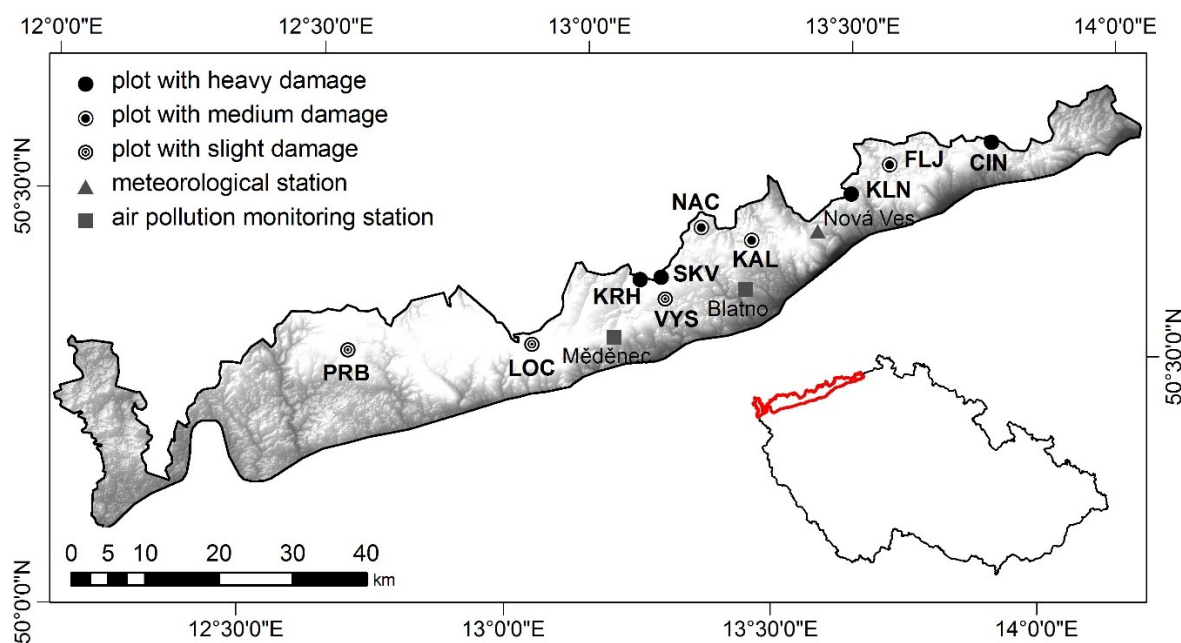 12°0'0"E 12°30'0"E 13°0'0"E 13°30'0"E 14°0'0"E
plot with heavy damage
plot with medium damage
plot with slight damage
meteorological station
air pollution monitoring station
50°30'0"N
FLJ
CIN
KLN
NAC
Nová Ves
KAL
SKV
KRH
VYS
Blatno
Měděnec
LOC
PRB
50°30'0"N
0 5 10 20 30 40
km
50°0'0"N
12°30'0"E 13°0'0"E 13°30'0"E 14°0'0"E